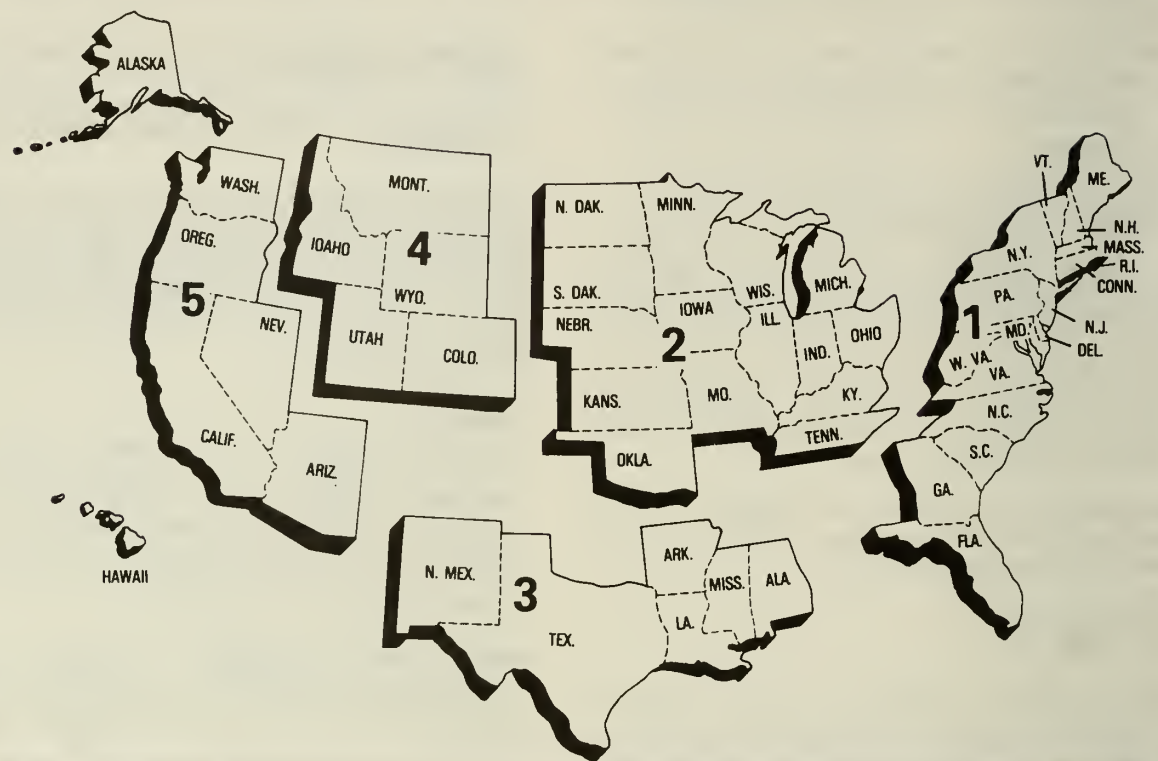 ALASKA
WASH.
OREG.
5
NEV.
CALIF.
ARIZ.
HAWAII
MONT.
IDAHO
4
WYO.
UTAH
COLO.
N. DAK.
MINN.
S. DAK.
WIS.
MICH.
NEBR.
IOWA
ILL.
IND.
OHIO
2
KANS.
MO.
KY.
TENN.
OKLA.
N. MEX.
3
TEX.
ARK.
LA.
MISS.
ALA.
VT.
ME.
N.H.
MASS.
R.I.
CONN.
N.Y.
PA.
1
N.J.
MD.
DEL.
W. VA.
VA.
N.C.
S.C.
GA.
FLA.